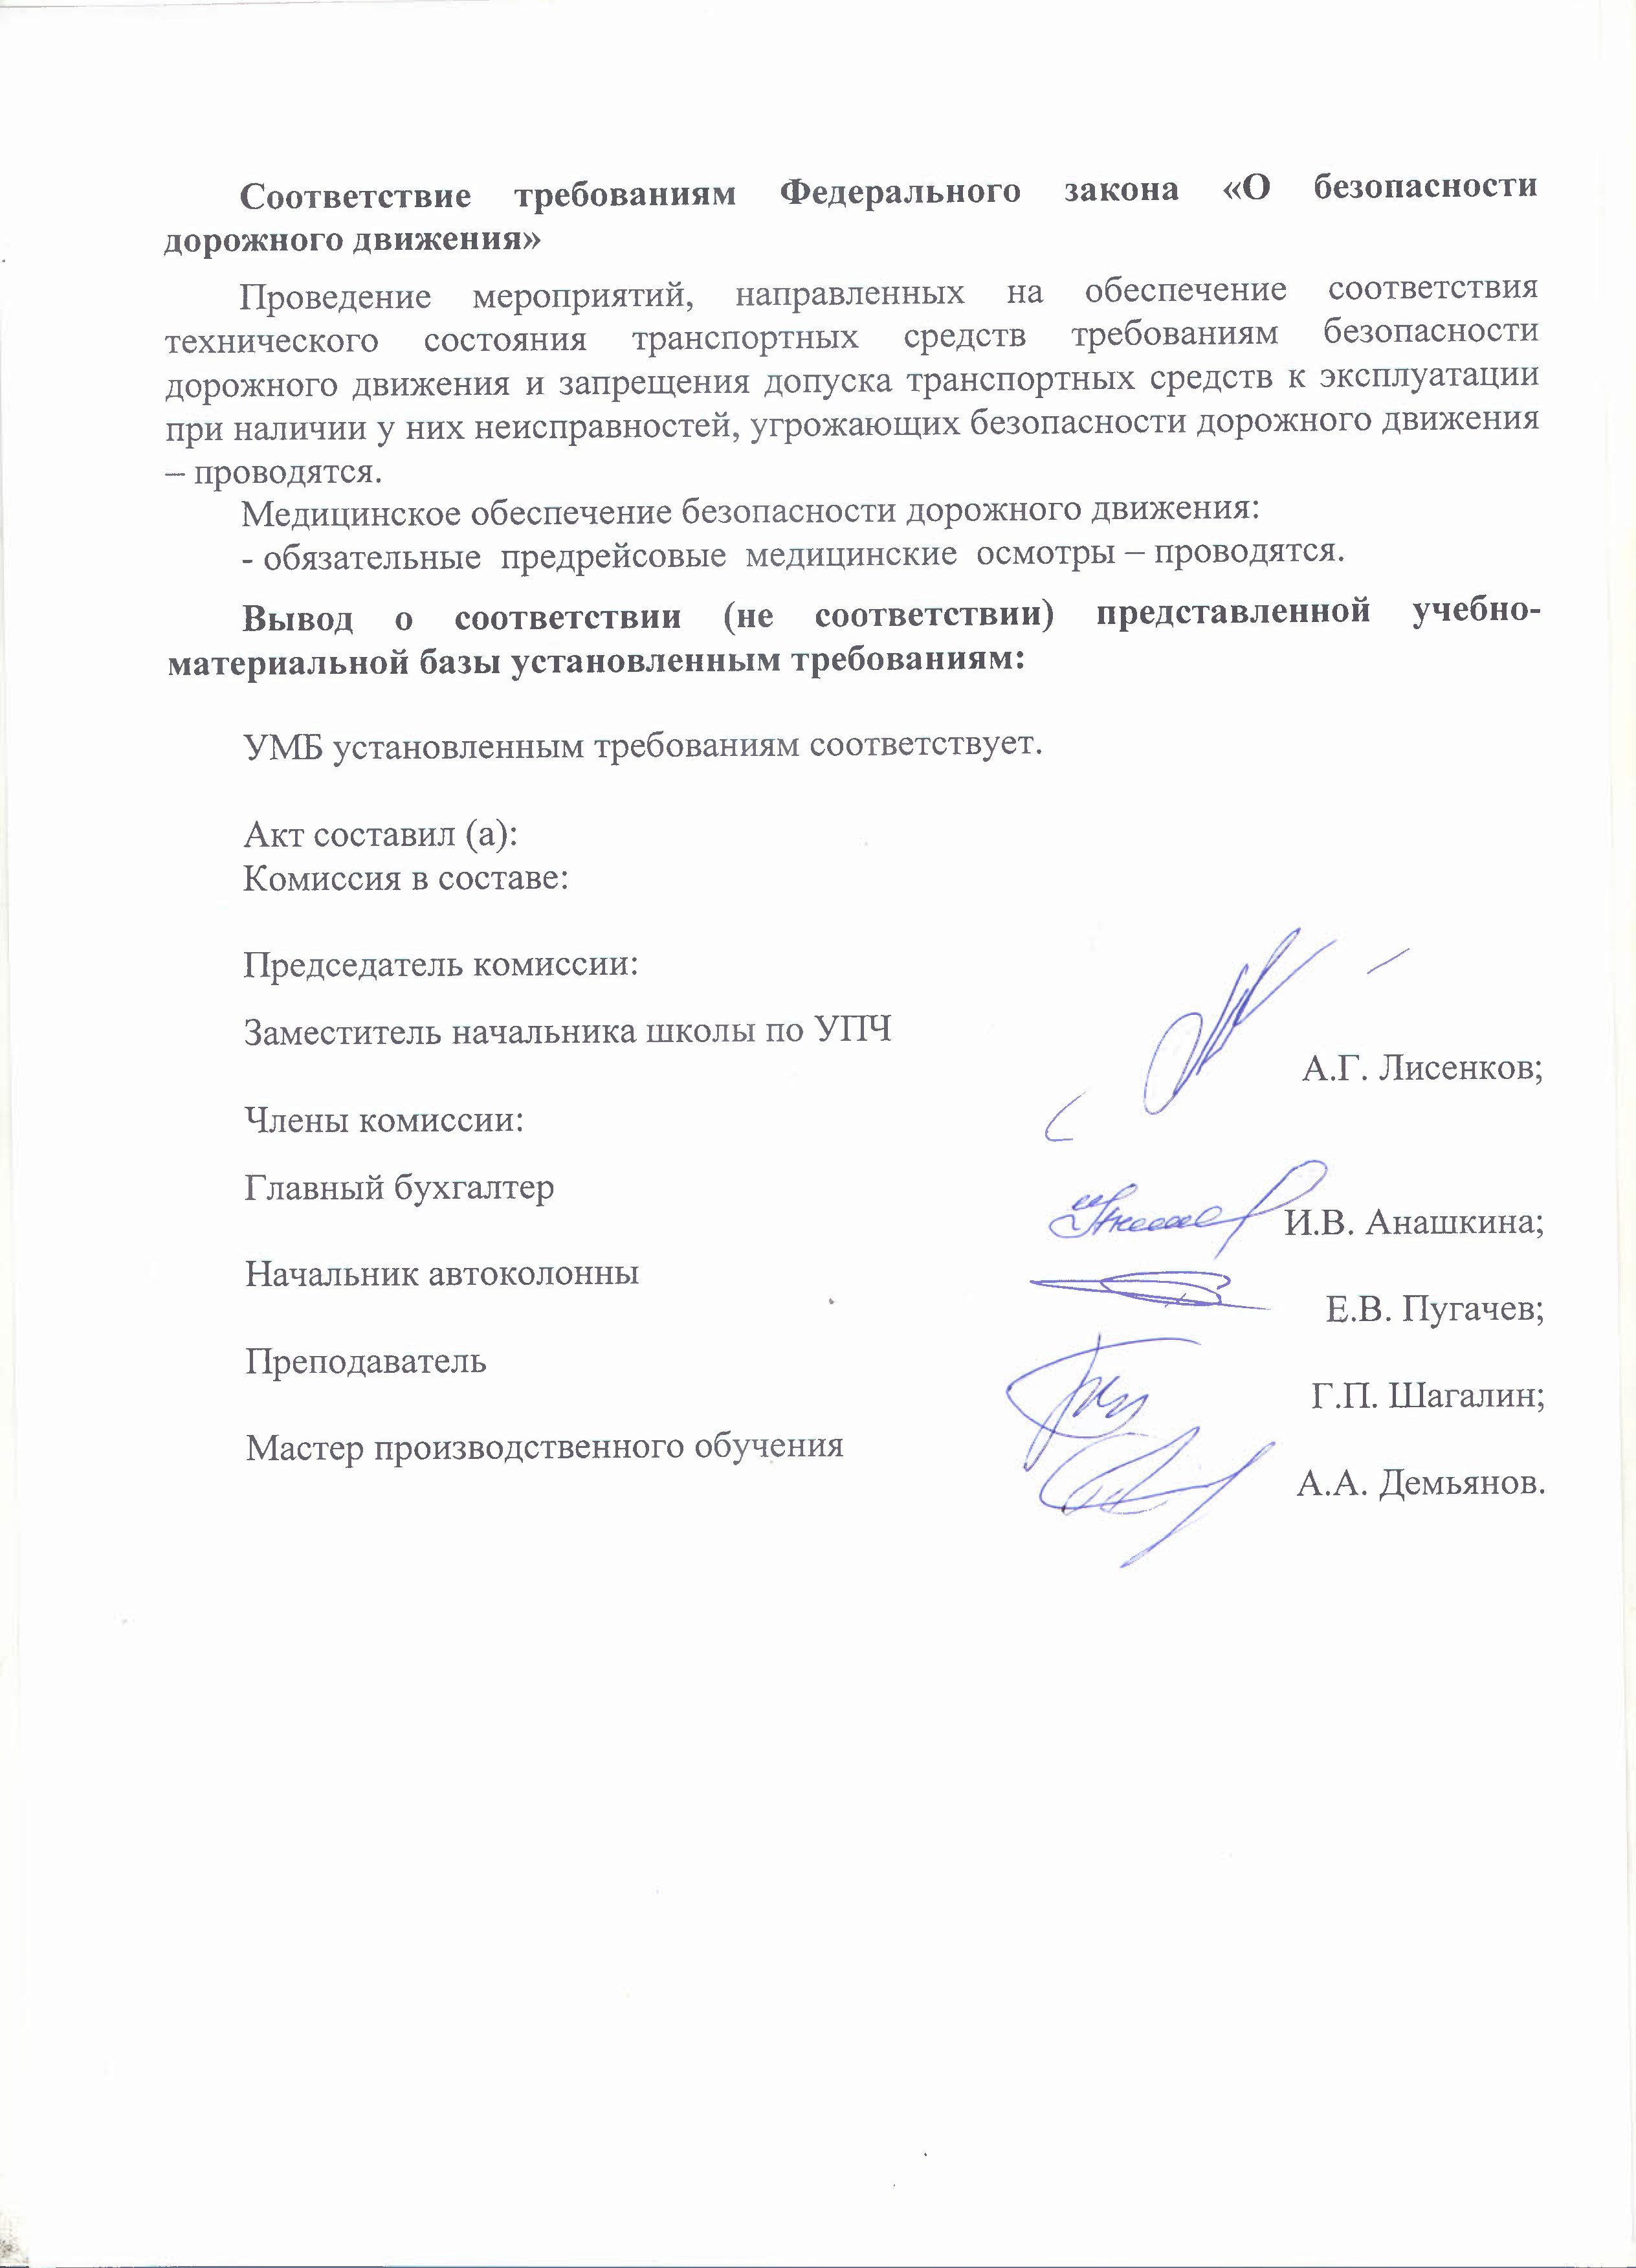 Соответствие требованиям Федерального закона «О безопасности
дорожного движения»
Проведение мероприятий, направленных на обеспечение соответствия
технического состояния транспортных средств требованиям безопасности
дорожного движения и запрещения допуска транспортных средств к эксплуатации
при наличии у них неисправностей, угрожающих безопасности дорожного движения
– проводятся.
Медицинское обеспечение безопасности дорожного движения:
- обязательные предрейсовые медицинские осмотры – проводятся.
Вывод о соответствии (не соответствии) представленной учебно-
материальной базы установленным требованиям:
УМБ установленным требованиям соответствует.
Акт составил (а):
Комиссия в составе:
Председатель комиссии:
Заместитель начальника школы по УПЧ
А.Г. Лисенков;
Члены комиссии:
Главный бухгалтер
И.В. Анашкина;
Начальник автоколонны
Е.В. Пугачев;
Преподаватель
Г.П. Шагалин;
Мастер производственного обучения
А.А. Демьянов.